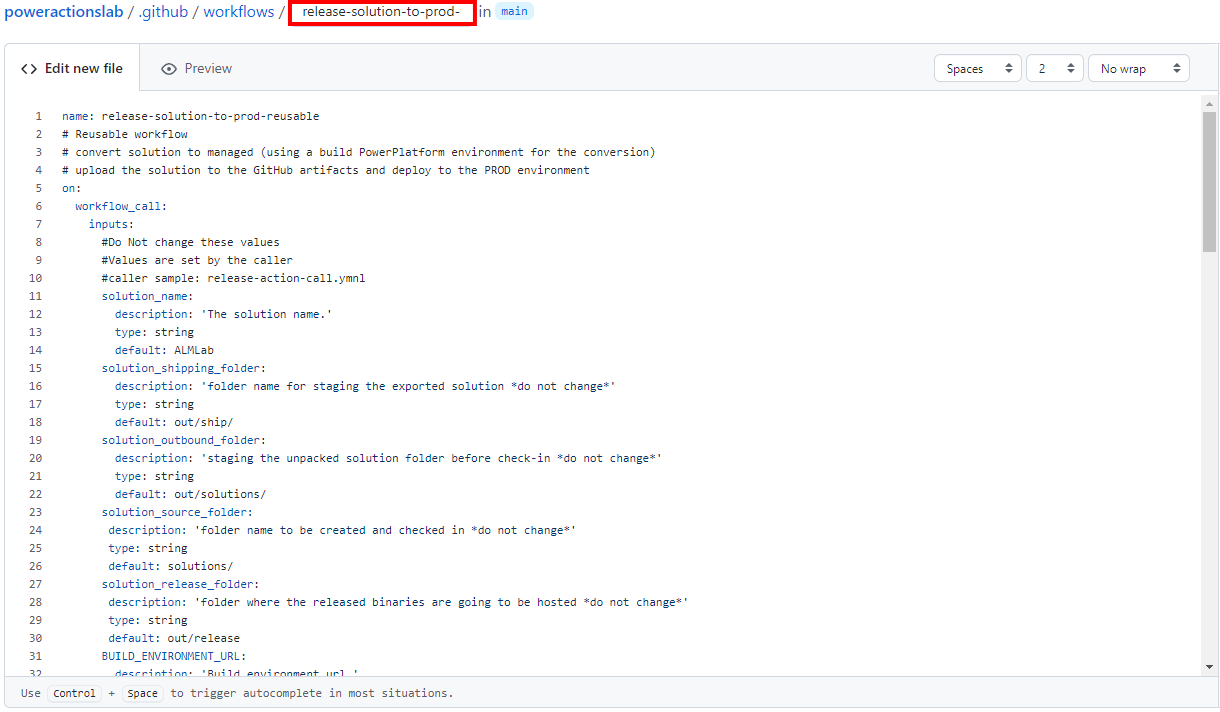 poweractionslab / .github / workflows / release-solution-to-prod- in main
Edit new file Preview Spaces 2 No wrap
1 name: release-solution-to-prod-reusable
2 # Reusable workflow
3 # convert solution to managed (using a build PowerPlatform environment for the conversion)
4 # upload the solution to the GitHub artifacts and deploy to the PROD environment
5 on:
6 workflow_call:
7 inputs:
8 #Do Not change these values
9 #Values are set by the caller
10 #caller sample: release-action-call.ymnl
11 solution_name:
12 description: 'The solution name.'
13 type: string
14 default: ALMLab
15 solution_shipping_folder:
16 description: 'folder name for staging the exported solution *do not change*'
17 type: string
18 default: out/ship/
19 solution_outbound_folder:
20 description: 'staging the unpacked solution folder before check-in *do not change*'
21 type: string
22 default: out/solutions/
23 solution_source_folder:
24 description: 'folder name to be created and checked in *do not change*'
25 type: string
26 default: solutions/
27 solution_release_folder:
28 description: 'folder where the released binaries are going to be hosted *do not change*'
29 type: string
30 default: out/release
31 BUILD_ENVIRONMENT_URL:
32 description: 'Build environment url.'
Use Control + Space to trigger autocomplete in most situations.